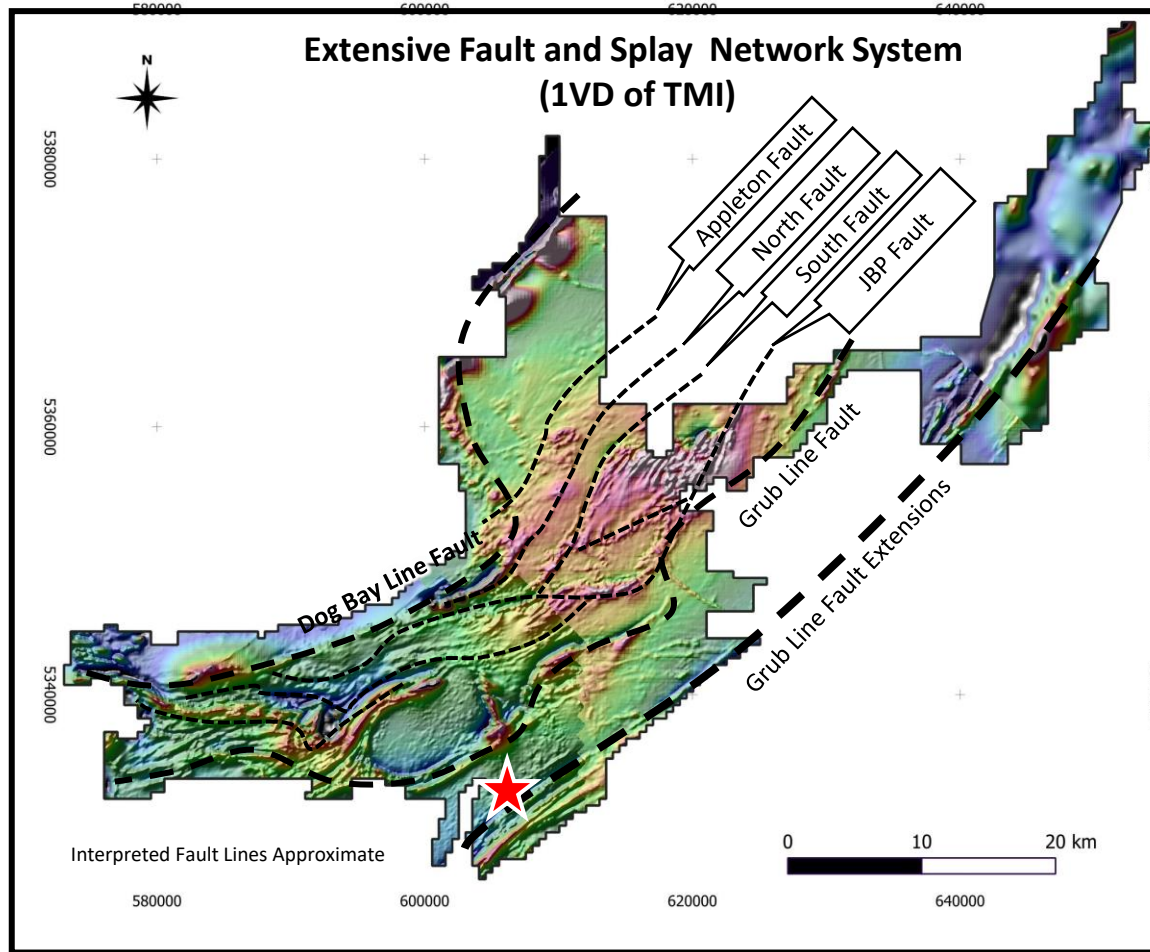 580000
600000
620000
640000
Extensive Fault and Splay Network System
(1VD of TMI)
N
5380000
5360000
5340000
Appleton Fault
North Fault
South Fault
JBP Fault
Grub Line Fault
Dog Bay Line Fault
Grub Line Fault Extensions
Interpreted Fault Lines Approximate
0
10
20 km
580000
600000
620000
640000